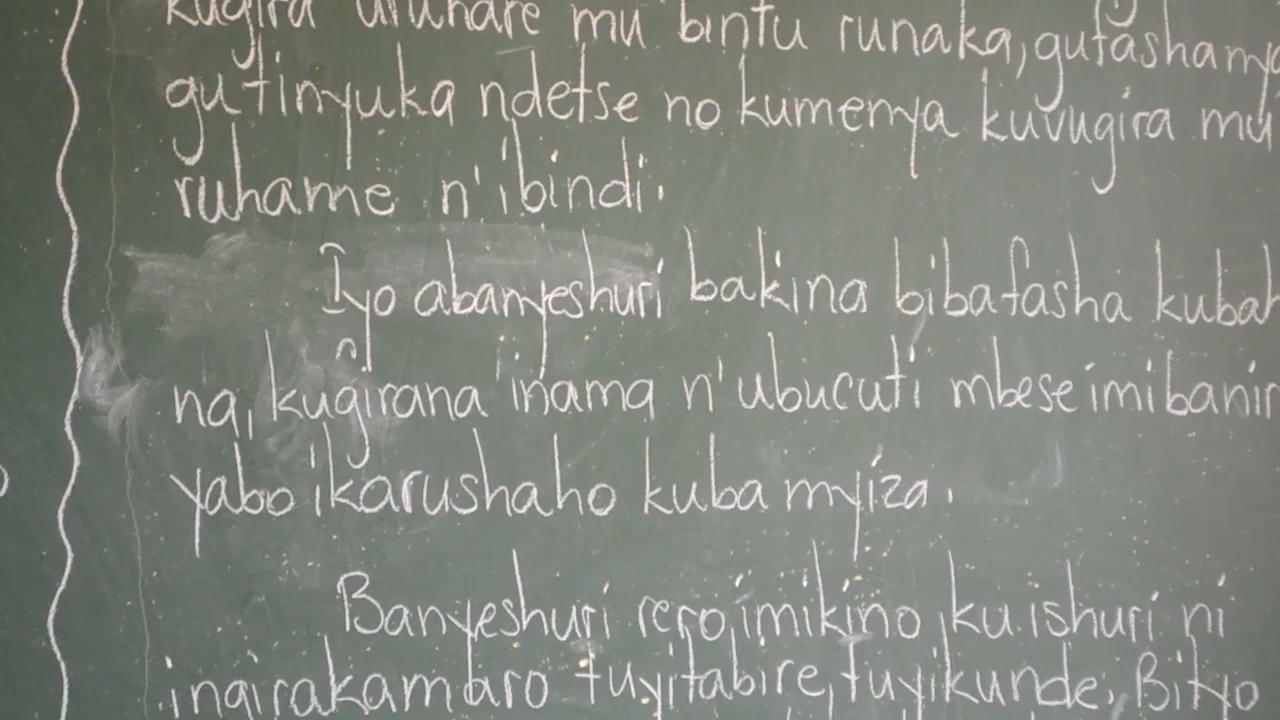 kugira uruhare mu bintu runaka, gufashanya
gutinyuka ndetse no kumenya kuvugira mu
ruhame n'ibindi.
Iyo abanyeshuri bakina bibafasha kubah
na, kugirana inama n'ubucuti mbese imibanir
yabo ikarushaho kuba myiza.
Banyeshuri rero, imikino ku ishuri ni
ingirakamaro tuyitabire, tuyikunde. Bityo